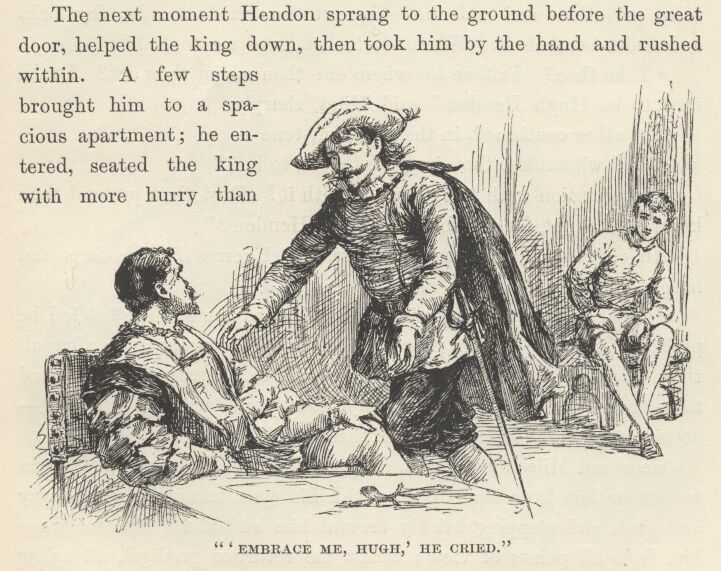 The next moment Hendon sprang to the ground before the great
door, helped the king down, then took him by the hand and rushed
within. A few steps
brought him to a spa-
cious apartment; he en-
tered, seated the king
with more hurry than
"'EMBRACE ME, HUGH,' HE CRIED."